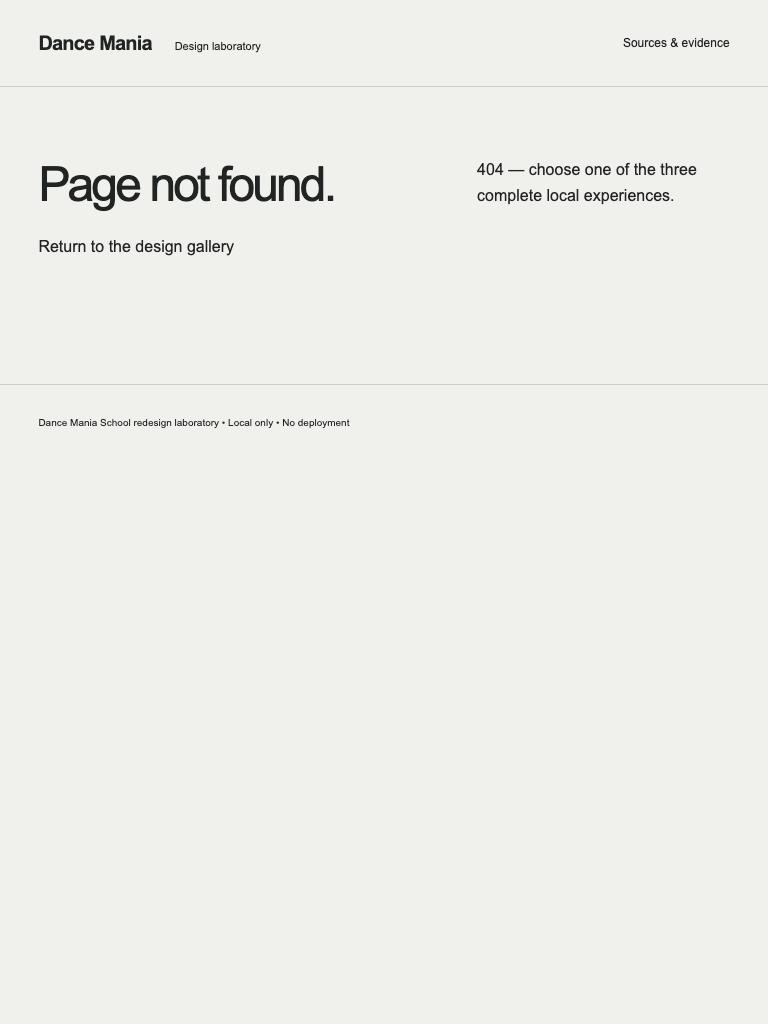 Dance Mania
Design laboratory
Sources & evidence
Page not found.
404 — choose one of the three
complete local experiences.
Return to the design gallery
Dance Mania School redesign laboratory • Local only • No deployment